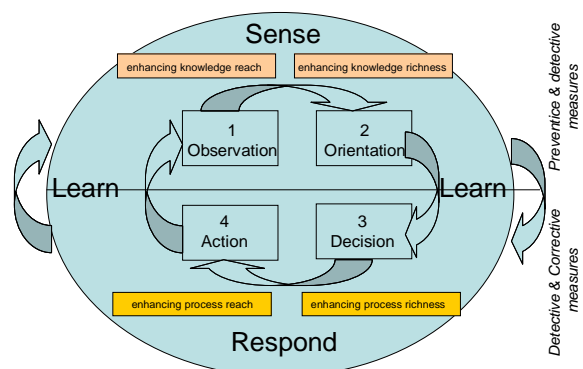 Sense
enhancing knowledge reach
enhancing knowledge richness
1
Observation
2
Orientation
Preventice & detective
measures
Learn
Learn
4
Action
3
Decision
Detective & Corrective
measures
enhancing process reach
enhancing process richness
Respond